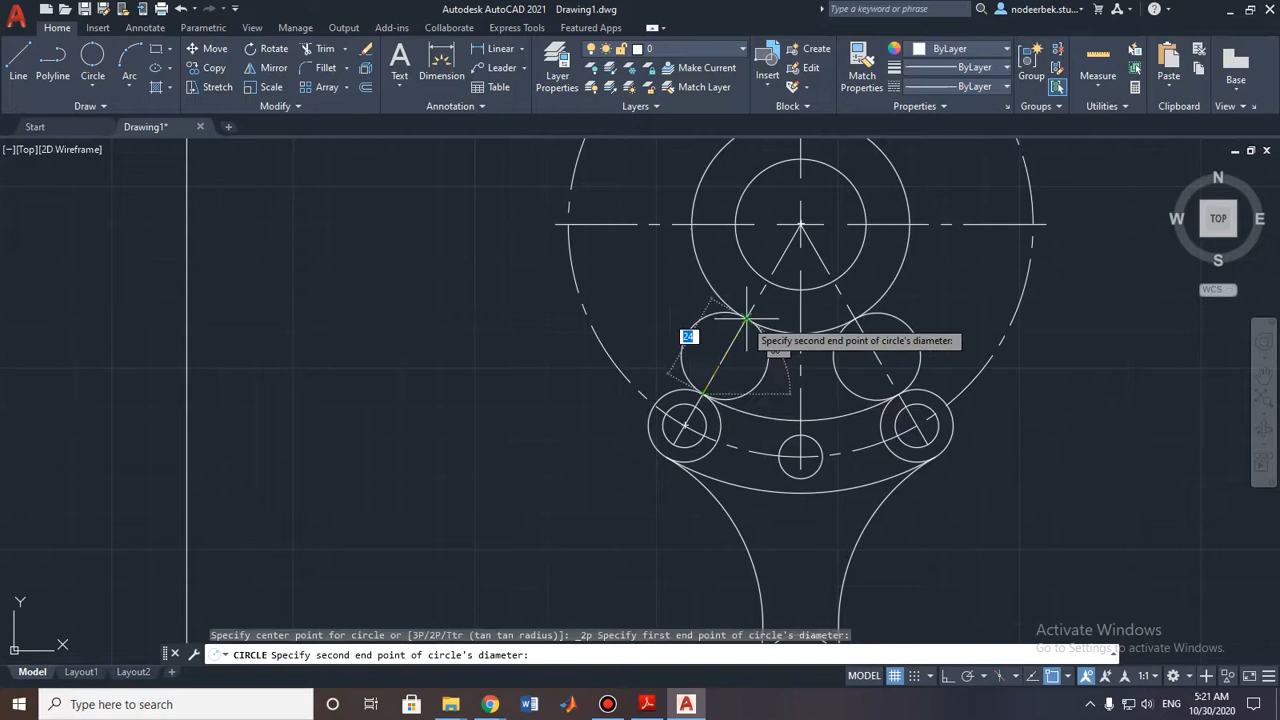 Autodesk AutoCAD 2021 Drawing1.dwg
Type a keyword or phrase
nodeerbek.stu...
Home Insert Annotate Parametric View Manage Output Collaborate Express Tools Featured Apps
Line Polyline Circle Arc
Move Rotate Trim
Copy Mirror Fillet
Stretch Scale Array
Text Dimension
Linear
Leader
Table
Layer Properties
0
Make Current
Match Layer
Insert
Create
Edit
Match Properties
ByLayer
ByLayer
ByLayer
Group
Measure
Paste
Base
Draw Modify Annotation Layers Block Properties Groups Utilities Clipboard View
Start Drawing1*
[−][Top][2D Wireframe]
N
W TOP E
S
WCS
24
Specify second end point of circle's diameter:
Y
X
Specify center point for circle or [3P/2P/Ttr (tan tan radius)]: _2p Specify first end point of circle's diameter:
CIRCLE Specify second end point of circle's diameter:
Activate Windows
Go to Settings to activate Windows.
Model Layout1 Layout2
MODEL
1:1
Type here to search
ENG
5:21 AM
10/30/2020